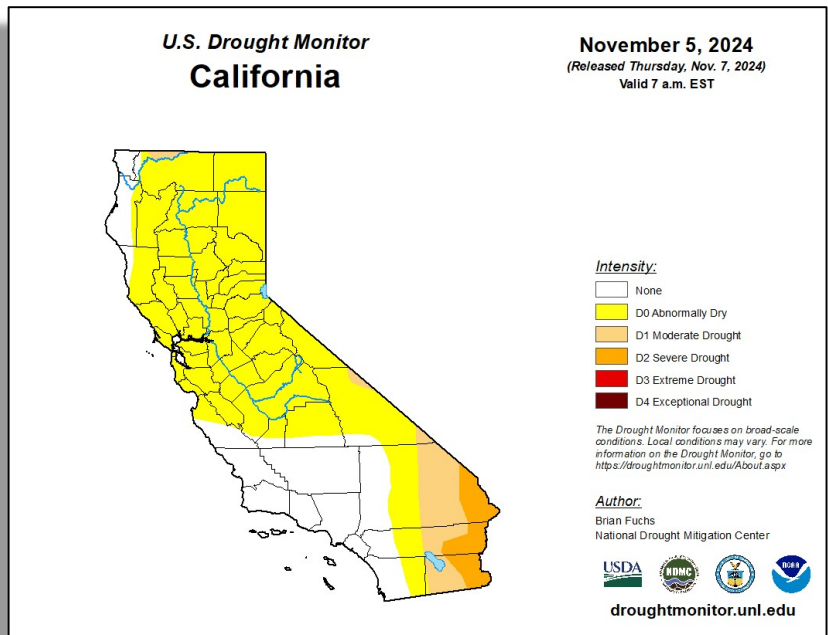 U.S. Drought Monitor
California
November 5, 2024
(Released Thursday, Nov. 7, 2024)
Valid 7 a.m. EST
Intensity:
None
D0 Abnormally Dry
D1 Moderate Drought
D2 Severe Drought
D3 Extreme Drought
D4 Exceptional Drought
The Drought Monitor focuses on broad-scale
conditions. Local conditions may vary. For more
information on the Drought Monitor, go to
https://droughtmonitor.unl.edu/About.aspx
Author:
Brian Fuchs
National Drought Mitigation Center
USDA
NDMC
NOAA
droughtmonitor.unl.edu